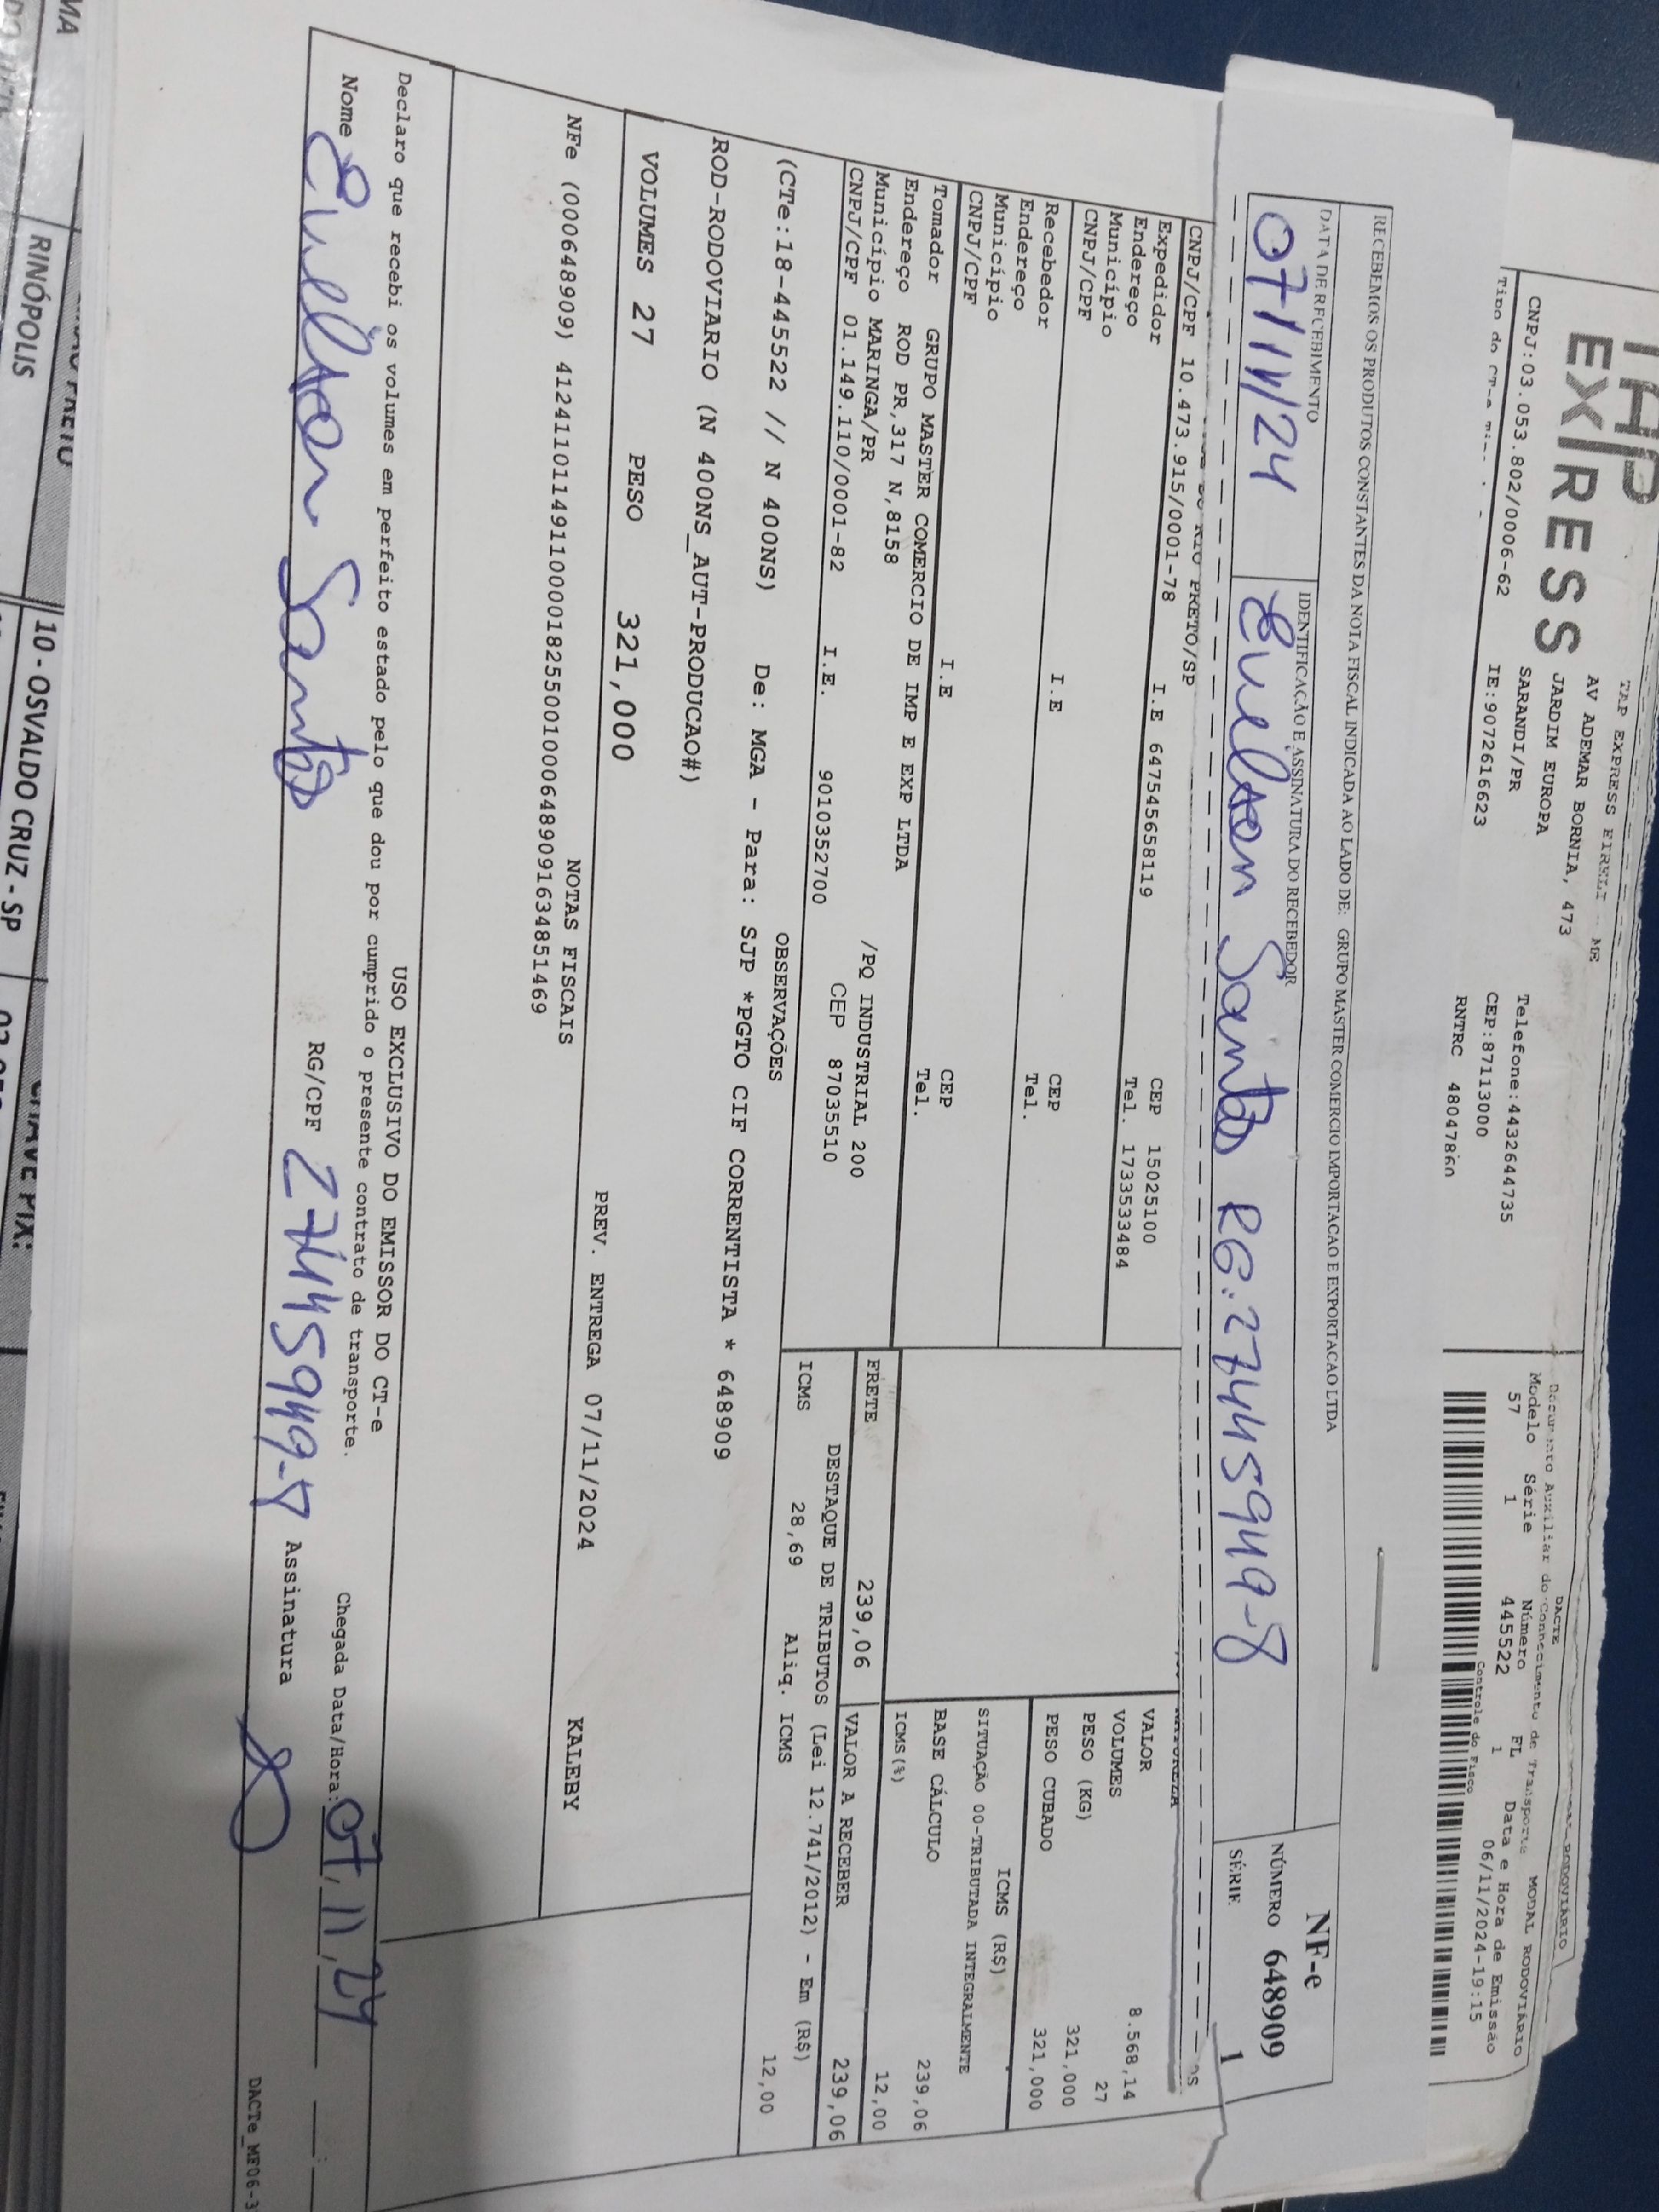 TAP
EXPRESS
TAP EXPRESS EIRELI - ME
AV ADEMAR BORNIA, 473
JARDIM EUROPA
SARANDI/PR
CNPJ:03.053.802/0006-62 IE:9072616623
Telefone:4432644735
CEP:87113000
RNTRC 48047860
Tipo do CTe
DACTE
Documento Auxiliar do Conhecimento de Transporte
MODAL RODOVIÁRIO
Modelo Série Número FL Data e Hora de Emissão
57 1 445522 1 06/11/2024-19:15
Controle do Fisco
RECEBEMOS OS PRODUTOS CONSTANTES DA NOTA FISCAL INDICADA AO LADO DE: GRUPO MASTER COMERCIO IMPORTACAO E EXPORTACAO LTDA
DATA DE RECEBIMENTO IDENTIFICAÇÃO E ASSINATURA DO RECEBEDOR
07/11/24 Santos RG:27445949-8
NF-e
NÚMERO 648909
SÉRIE 1
RIO PRETO/SP
CNPJ/CPF 10.473.915/0001-78 I.E 647545658119
Expedidor CEP 15025100
Endereço Tel. 1733533484
Município
CNPJ/CPF I.E
Recebedor CEP
Endereço Tel.
Município
CNPJ/CPF I.E
Tomador GRUPO MASTER COMERCIO DE IMP E EXP LTDA CEP
Tel.
Endereço ROD PR,317 N,8158 /PQ INDUSTRIAL 200
Município MARINGA/PR CEP 87035510
CNPJ/CPF 01.149.110/0001-82 I.E. 9010352700
NATUREZA
VALOR 8.568,14
VOLUMES 27
PESO (KG) 321,000
PESO CUBADO 321,000
ICMS (R$)
SITUAÇÃO 00-TRIBUTADA INTEGRALMENTE
BASE CÁLCULO 239,06
ICMS(%) 12,00
FRETE 239,06 VALOR A RECEBER 239,06
DESTAQUE DE TRIBUTOS (Lei 12.741/2012) - Em (R$)
ICMS 28,69 Aliq. ICMS 12,00
OBSERVAÇÕES
(CTe:18-445522 // N 400NS) De: MGA - Para: SJP *PGTO CIF CORRENTISTA * 648909
ROD-RODOVIARIO (N 400NS_AUT-PRODUCAO#)
VOLUMES 27 PESO 321,000 PREV. ENTREGA 07/11/2024 KALEBY
NOTAS FISCAIS
NFe (000648909) 41241101149110000182550010006489091634851469
USO EXCLUSIVO DO EMISSOR DO CT-e
Declaro que recebi os volumes em perfeito estado pelo que dou por cumprido o presente contrato de transporte.
Chegada Data/Hora: 07/11/24
Nome Santos RG/CPF 27445949-8 Assinatura
DACTe_MF06-3
RINÓPOLIS
10 - OSVALDO CRUZ - SP
CHAVE PIX: